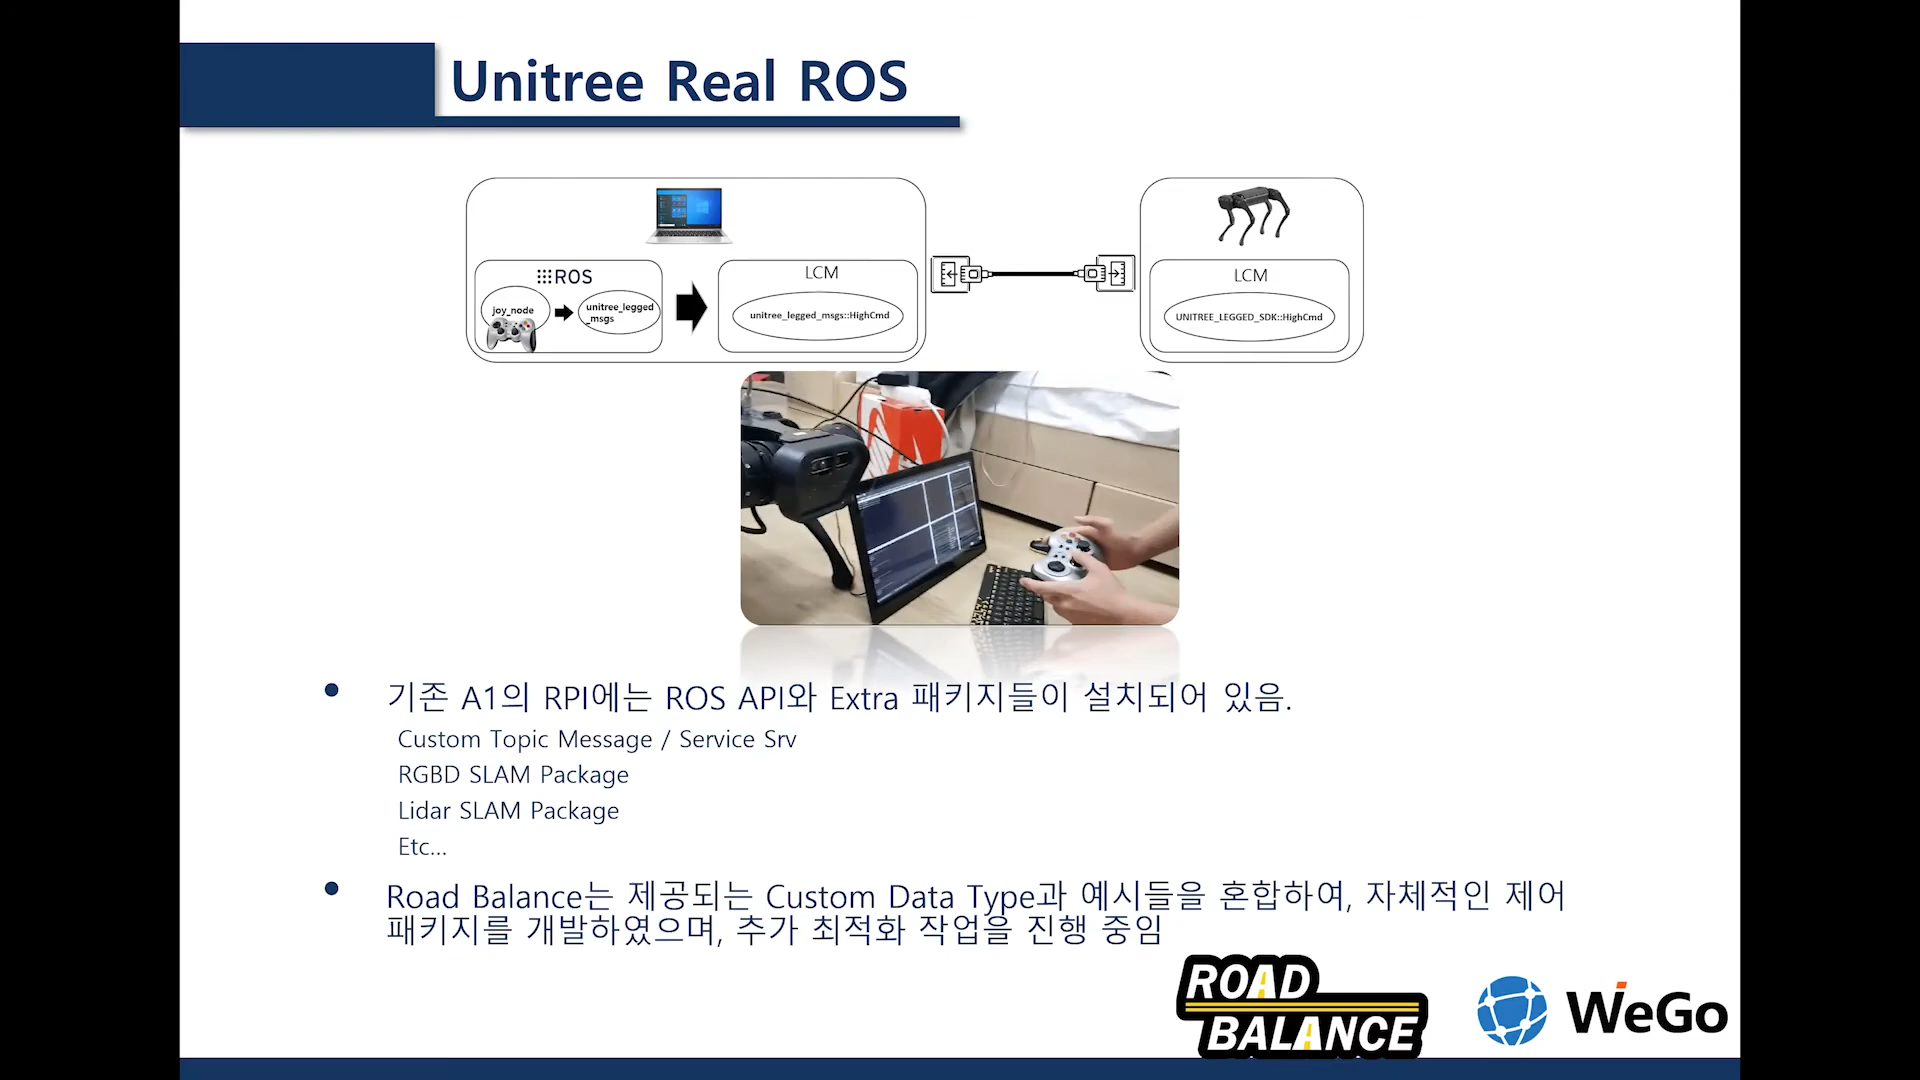 Unitree Real ROS
ROS
joy_node
unitree_legged
_msgs
LCM
unitree_legged_msgs::HighCmd
LCM
UNITREE_LEGGED_SDK::HighCmd
기존 A1의 RPI에는 ROS API와 Extra 패키지들이 설치되어 있음.
Custom Topic Message / Service Srv
RGBD SLAM Package
Lidar SLAM Package
Etc...
Road Balance는 제공되는 Custom Data Type과 예시들을 혼합하여, 자체적인 제어
패키지를 개발하였으며, 추가 최적화 작업을 진행 중임
ROAD
BALANCE
WeGo